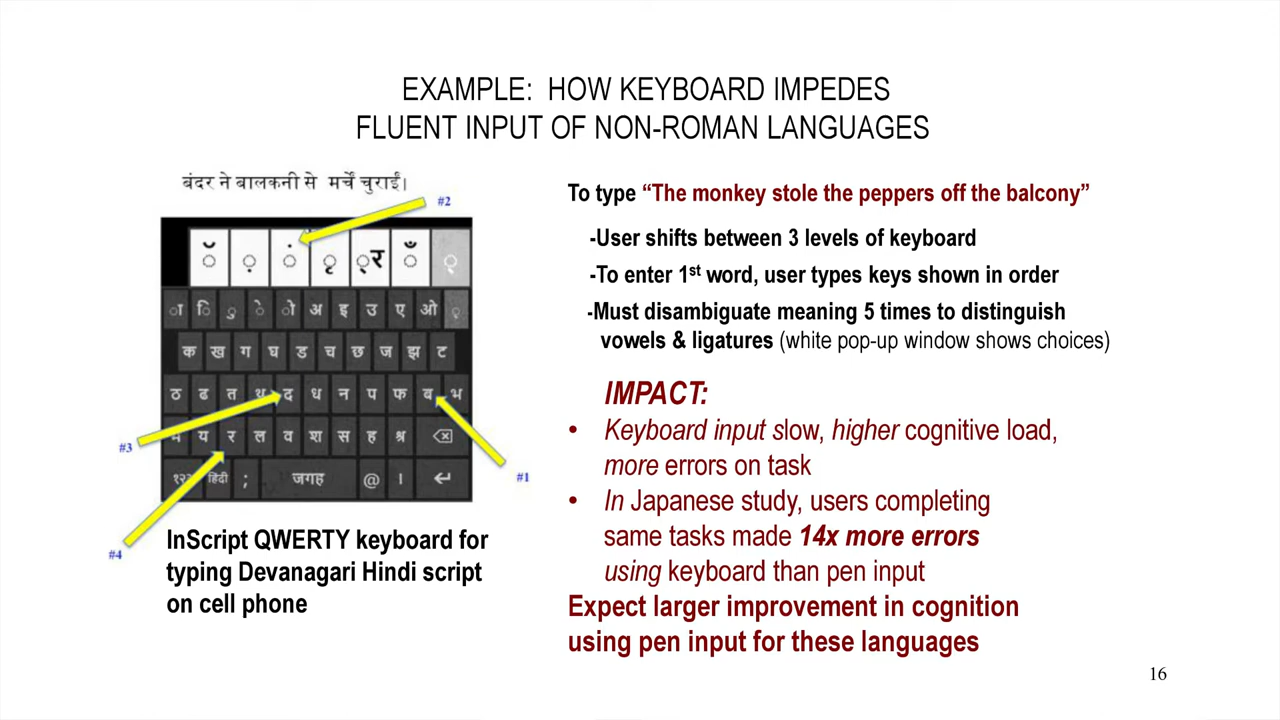 EXAMPLE: HOW KEYBOARD IMPEDES
FLUENT INPUT OF NON-ROMAN LANGUAGES
बंदर ने बालकनी से मर्चें चुराईं।
#2
ा ि ु े ो अ इ उ ए ओ
क ख ग घ ड च छ ज झ ट
ठ ढ त थ द ध न प फ ब भ
#3
म य र ल व श स ह श्र
#1
१२३ हिंदी ; जगह @ ।
#4
InScript QWERTY keyboard for
typing Devanagari Hindi script
on cell phone
To type “The monkey stole the peppers off the balcony”
-User shifts between 3 levels of keyboard
-To enter 1st word, user types keys shown in order
-Must disambiguate meaning 5 times to distinguish
vowels & ligatures (white pop-up window shows choices)
IMPACT:
• Keyboard input slow, higher cognitive load,
more errors on task
• In Japanese study, users completing
same tasks made 14x more errors
using keyboard than pen input
Expect larger improvement in cognition
using pen input for these languages
16